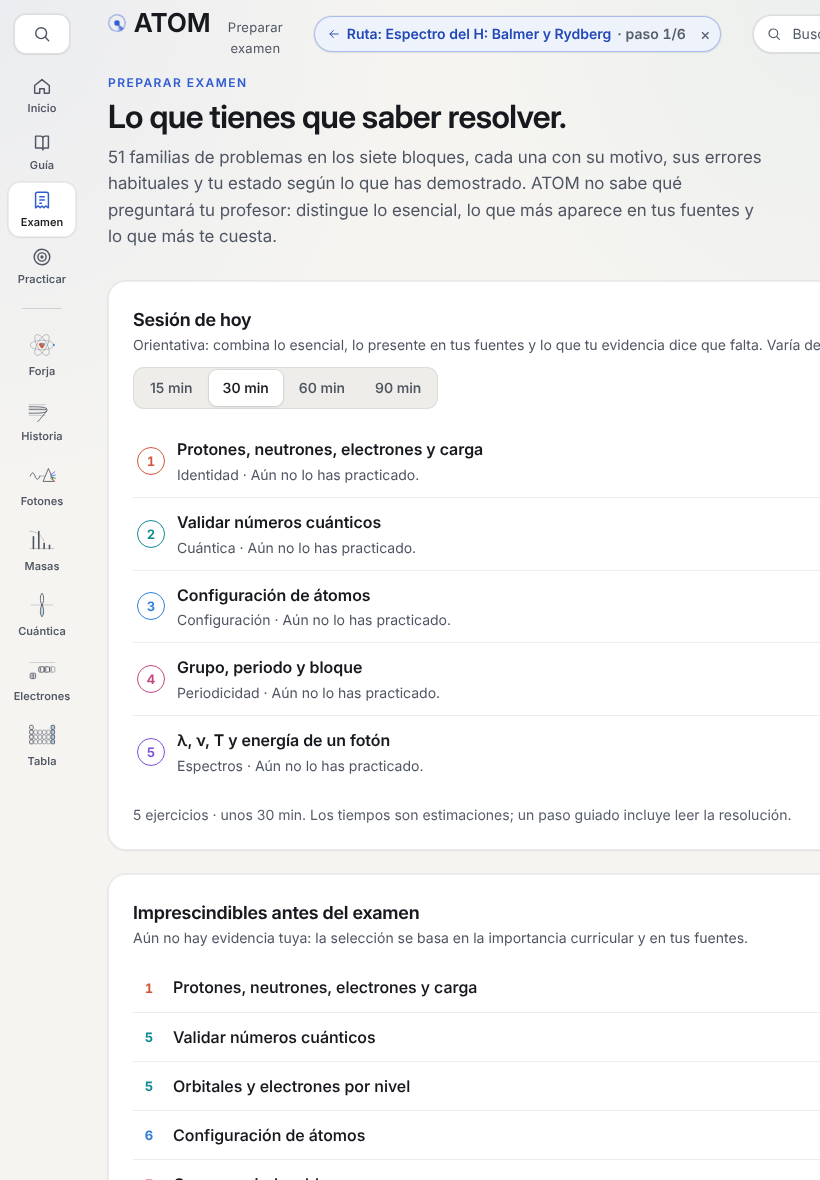 ATOM
Preparar
examen
← Ruta: Espectro del H: Balmer y Rydberg · paso 1/6 ×
Inicio
Guía
Examen
Practicar
Forja
Historia
Fotones
Masas
Cuántica
Electrones
Tabla
PREPARAR EXAMEN
Lo que tienes que saber resolver.
51 familias de problemas en los siete bloques, cada una con su motivo, sus errores
habituales y tu estado según lo que has demostrado. ATOM no sabe qué
preguntará tu profesor: distingue lo esencial, lo que más aparece en tus fuentes y
lo que más te cuesta.
Sesión de hoy
Orientativa: combina lo esencial, lo presente en tus fuentes y lo que tu evidencia dice que falta. Varía de
15 min 30 min 60 min 90 min
1 Protones, neutrones, electrones y carga
Identidad · Aún no lo has practicado.
2 Validar números cuánticos
Cuántica · Aún no lo has practicado.
3 Configuración de átomos
Configuración · Aún no lo has practicado.
4 Grupo, periodo y bloque
Periodicidad · Aún no lo has practicado.
5 λ, ν, T y energía de un fotón
Espectros · Aún no lo has practicado.
5 ejercicios · unos 30 min. Los tiempos son estimaciones; un paso guiado incluye leer la resolución.
Imprescindibles antes del examen
Aún no hay evidencia tuya: la selección se basa en la importancia curricular y en tus fuentes.
1 Protones, neutrones, electrones y carga
5 Validar números cuánticos
5 Orbitales y electrones por nivel
6 Configuración de átomos